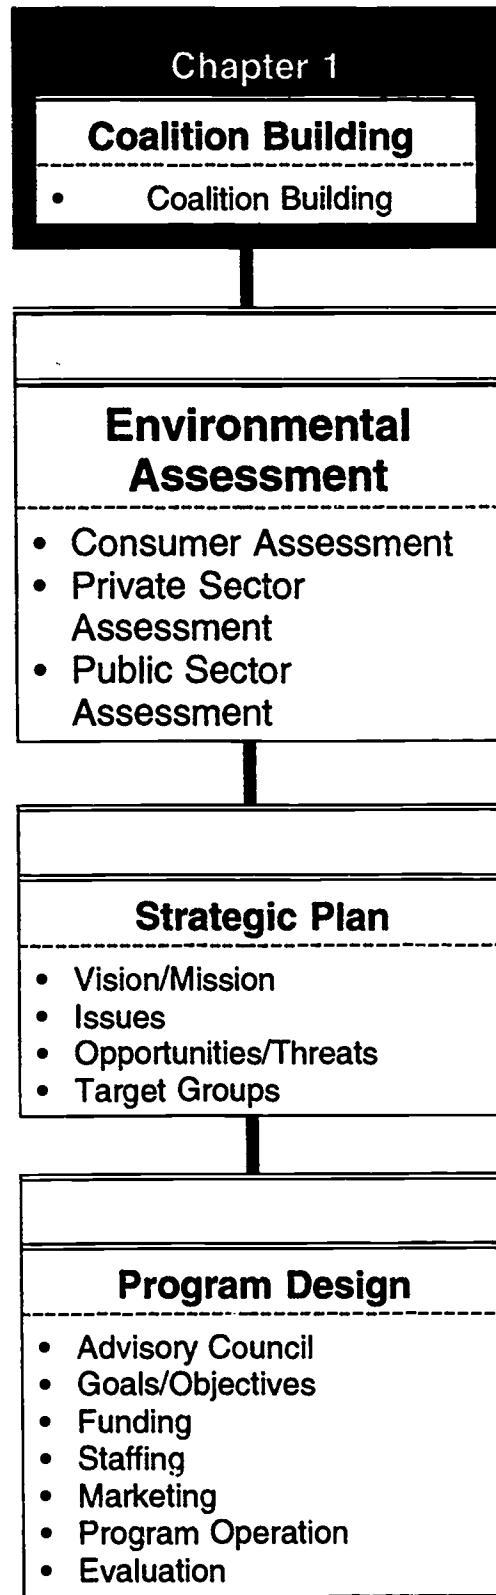 Chapter 1
Coalition Building
• Coalition Building
Environmental
Assessment
• Consumer Assessment
• Private Sector
Assessment
• Public Sector
Assessment
Strategic Plan
• Vision/Mission
• Issues
• Opportunities/Threats
• Target Groups
Program Design
• Advisory Council
• Goals/Objectives
• Funding
• Staffing
• Marketing
• Program Operation
• Evaluation